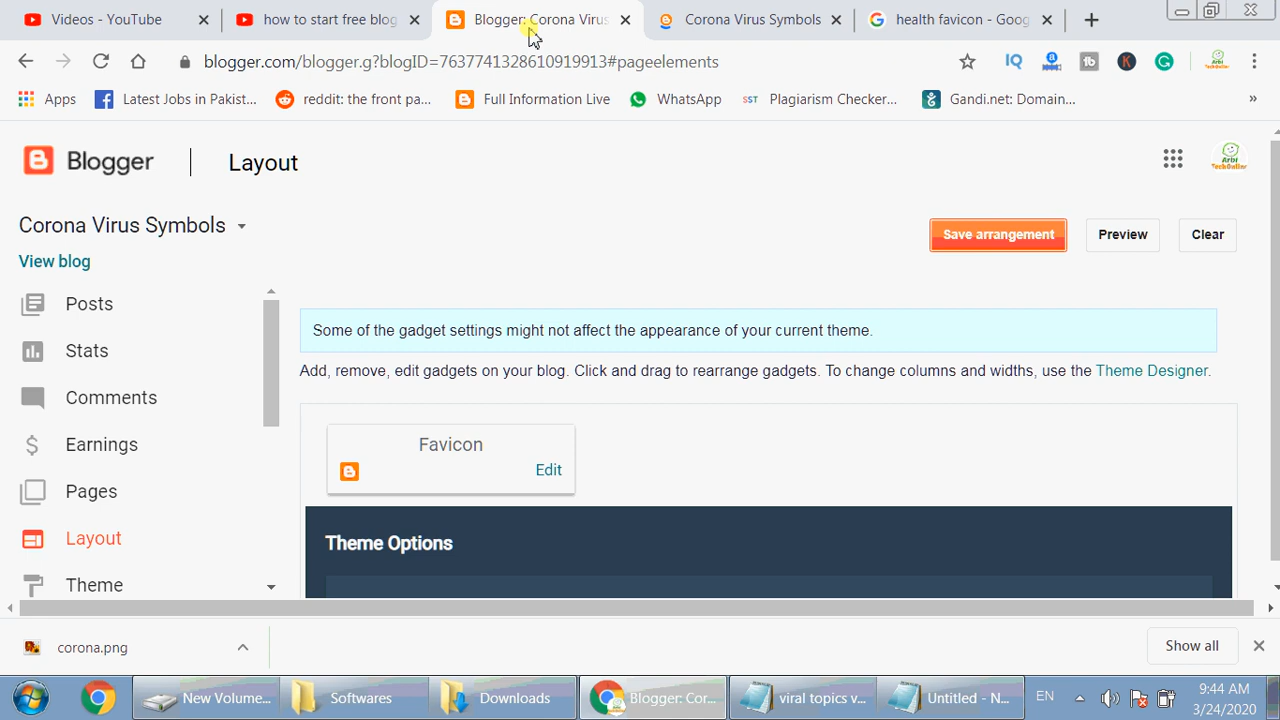 Videos - YouTube
how to start free blog
Blogger: Corona Virus
Corona Virus Symbols
health favicon - Goog
blogger.com/blogger.g?blogID=7637741328610919913#pageelements
Apps
Latest Jobs in Pakist...
reddit: the front pa...
Full Information Live
WhatsApp
SST
Plagiarism Checker...
Gandi.net: Domain...
»
Blogger
Layout
Arbi
TechOnline
Corona Virus Symbols
Save arrangement
Preview
Clear
View blog
Posts
Stats
Comments
Earnings
Pages
Layout
Theme
Some of the gadget settings might not affect the appearance of your current theme.
Add, remove, edit gadgets on your blog. Click and drag to rearrange gadgets. To change columns and widths, use the Theme Designer.
Favicon
Edit
Theme Options
corona.png
Show all
New Volume...
Softwares
Downloads
Blogger: Cor...
viral topics v...
Untitled - N...
EN
9:44 AM
3/24/2020